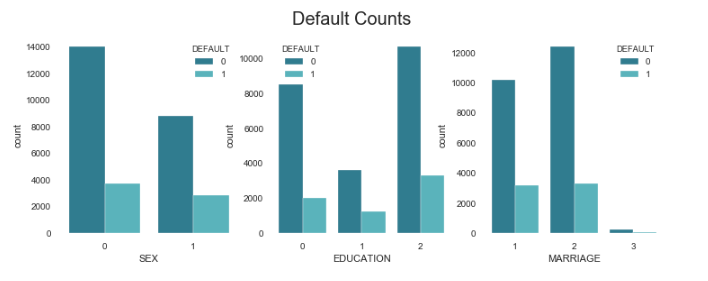 Default Counts
DEFAULT
0
1
14000
12000
10000
8000
6000
4000
2000
0
count
0 1
SEX
DEFAULT
0
1
10000
8000
6000
4000
2000
0
count
0 1 2
EDUCATION
DEFAULT
0
1
12000
10000
8000
6000
4000
2000
0
count
1 2 3
MARRIAGE